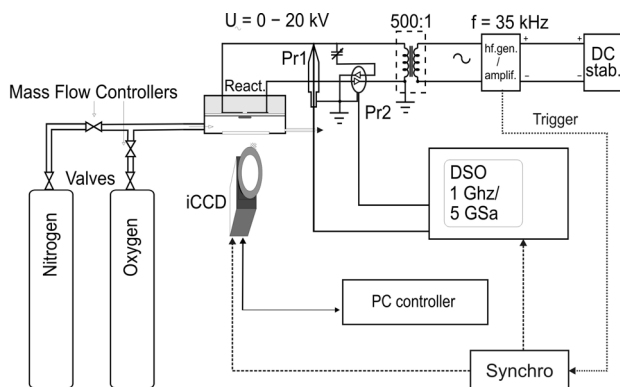 U~ = 0 – 20 kV
500:1
f = 35 kHz
Pr1
hf.gen.
/
amplif.
+
+
−
−
DC
stab.
React.
Mass Flow Controllers
Pr2
Trigger
Valves
iCCD
DSO
1 Ghz/
5 GSa
Nitrogen
Oxygen
PC controller
Synchro